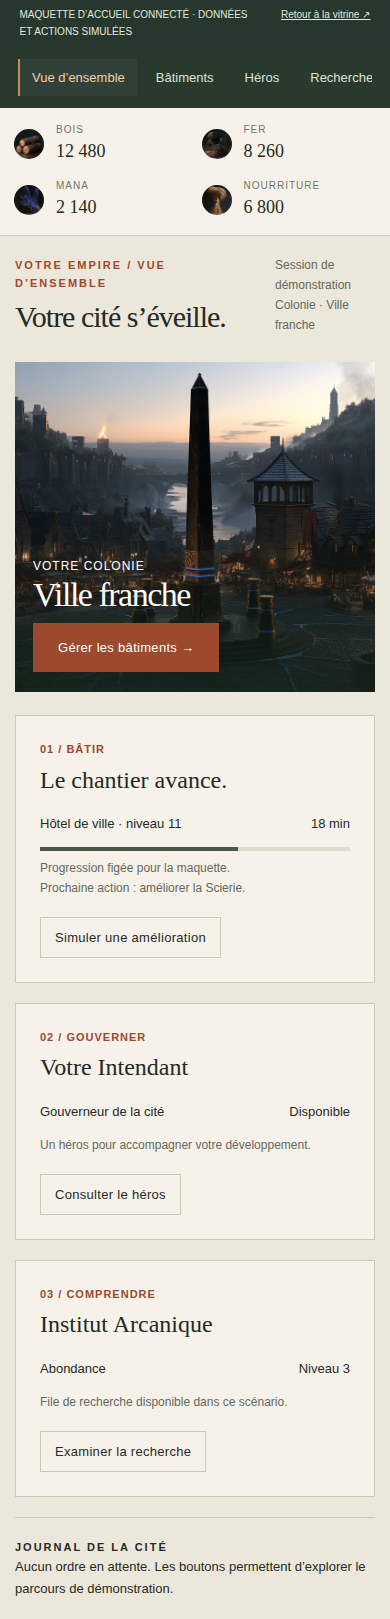 MAQUETTE D’ACCUEIL CONNECTÉ · DONNÉES
ET ACTIONS SIMULÉES
Retour à la vitrine ↗
Vue d’ensemble
Bâtiments
Héros
Recherche
BOIS
12 480
FER
8 260
MANA
2 140
NOURRITURE
6 800
VOTRE EMPIRE / VUE
D’ENSEMBLE
Votre cité s’éveille.
Session de
démonstration
Colonie · Ville
franche
VOTRE COLONIE
Ville franche
Gérer les bâtiments →
01 / BÂTIR
Le chantier avance.
Hôtel de ville · niveau 11
18 min
Progression figée pour la maquette.
Prochaine action : améliorer la Scierie.
Simuler une amélioration
02 / GOUVERNER
Votre Intendant
Gouverneur de la cité
Disponible
Un héros pour accompagner votre développement.
Consulter le héros
03 / COMPRENDRE
Institut Arcanique
Abondance
Niveau 3
File de recherche disponible dans ce scénario.
Examiner la recherche
JOURNAL DE LA CITÉ
Aucun ordre en attente. Les boutons permettent d’explorer le
parcours de démonstration.